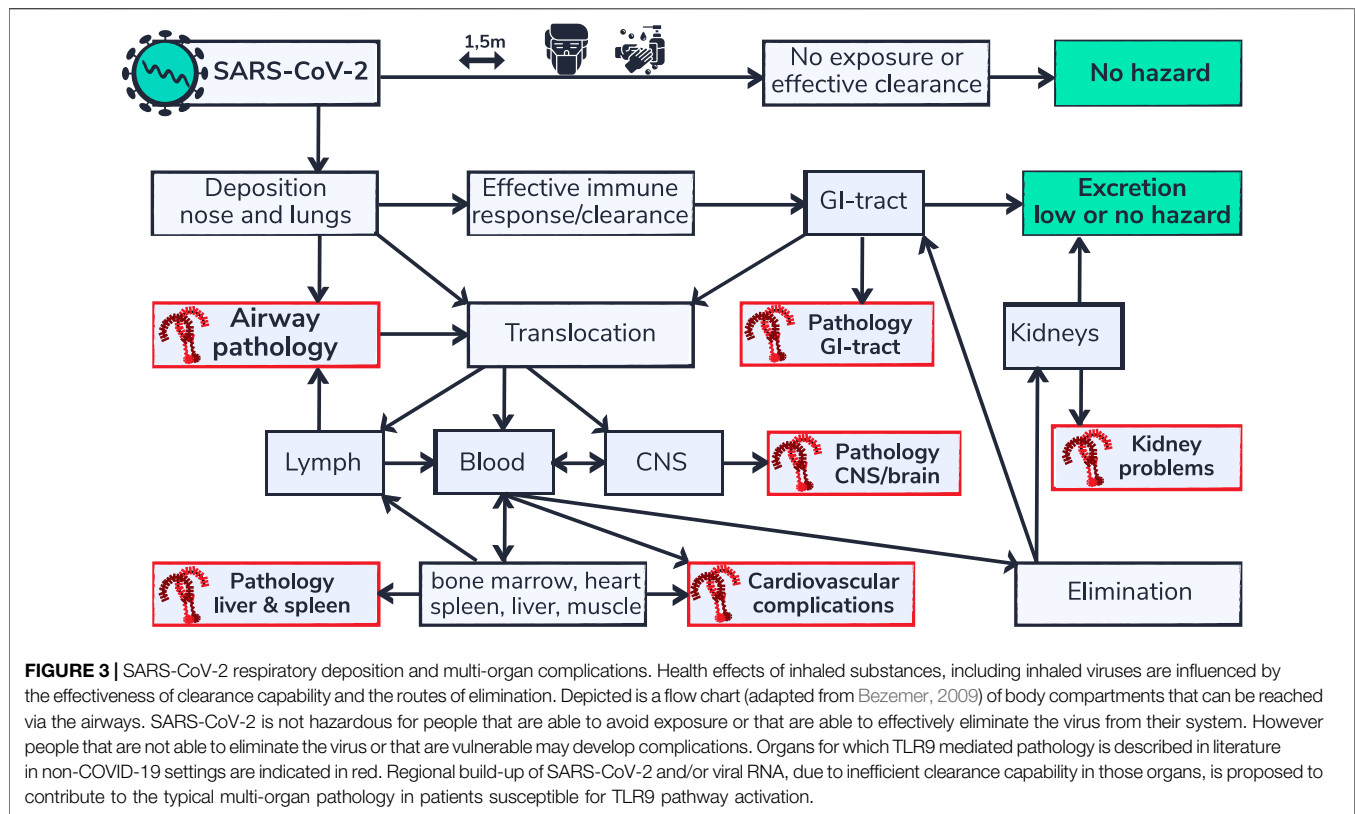 1,5m
SARS-CoV-2
No exposure or
effective clearance
No hazard
Deposition
nose and lungs
Effective immune
response/clearance
GI-tract
Excretion
low or no hazard
Airway
pathology
Translocation
Pathology
GI-tract
Kidneys
Lymph
Blood
CNS
Pathology
CNS/brain
Kidney
problems
Pathology
liver & spleen
bone marrow, heart
spleen, liver, muscle
Cardiovascular
complications
Elimination
FIGURE 3 | SARS-CoV-2 respiratory deposition and multi-organ complications. Health effects of inhaled substances, including inhaled viruses are influenced by
the effectiveness of clearance capability and the routes of elimination. Depicted is a flow chart (adapted from Bezemer, 2009) of body compartments that can be reached
via the airways. SARS-CoV-2 is not hazardous for people that are able to avoid exposure or that are able to effectively eliminate the virus from their system. However
people that are not able to eliminate the virus or that are vulnerable may develop complications. Organs for which TLR9 mediated pathology is described in literature
in non-COVID-19 settings are indicated in red. Regional build-up of SARS-CoV-2 and/or viral RNA, due to inefficient clearance capability in those organs, is proposed to
contribute to the typical multi-organ pathology in patients susceptible for TLR9 pathway activation.